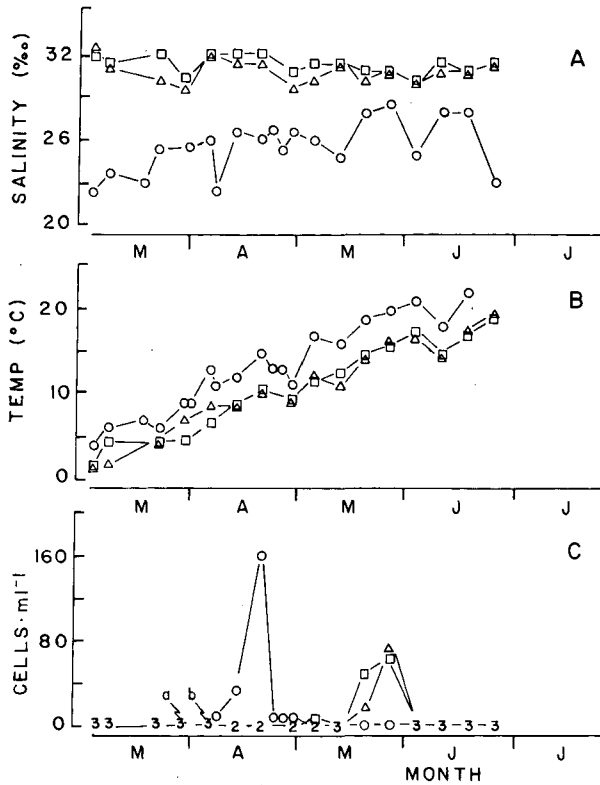 SALINITY (‰)
32
26
20
A
M A M J J
TEMP (°C)
20
10
0
B
M A M J J
CELLS·ml⁻¹
160
80
0
C
a b
3 3 3 3 3 2 2 2 2 3 3 3 3 3
M A M J J
MONTH